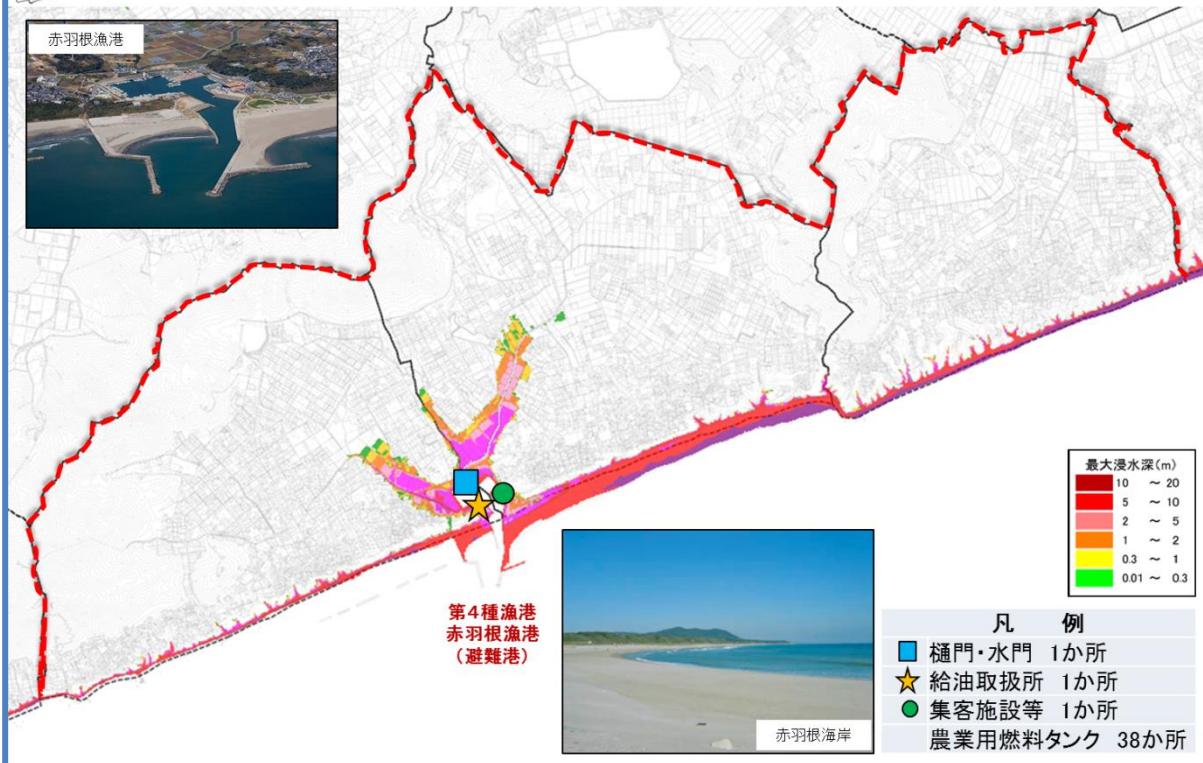 赤羽根漁港
第4種漁港
赤羽根漁港
(避難港)
赤羽根海岸
最大浸水深(m)
10 ～ 20
5 ～ 10
2 ～ 5
1 ～ 2
0.3 ～ 1
0.01 ～ 0.3
凡 例
樋門・水門 1か所
給油取扱所 1か所
集客施設等 1か所
農業用燃料タンク 38か所